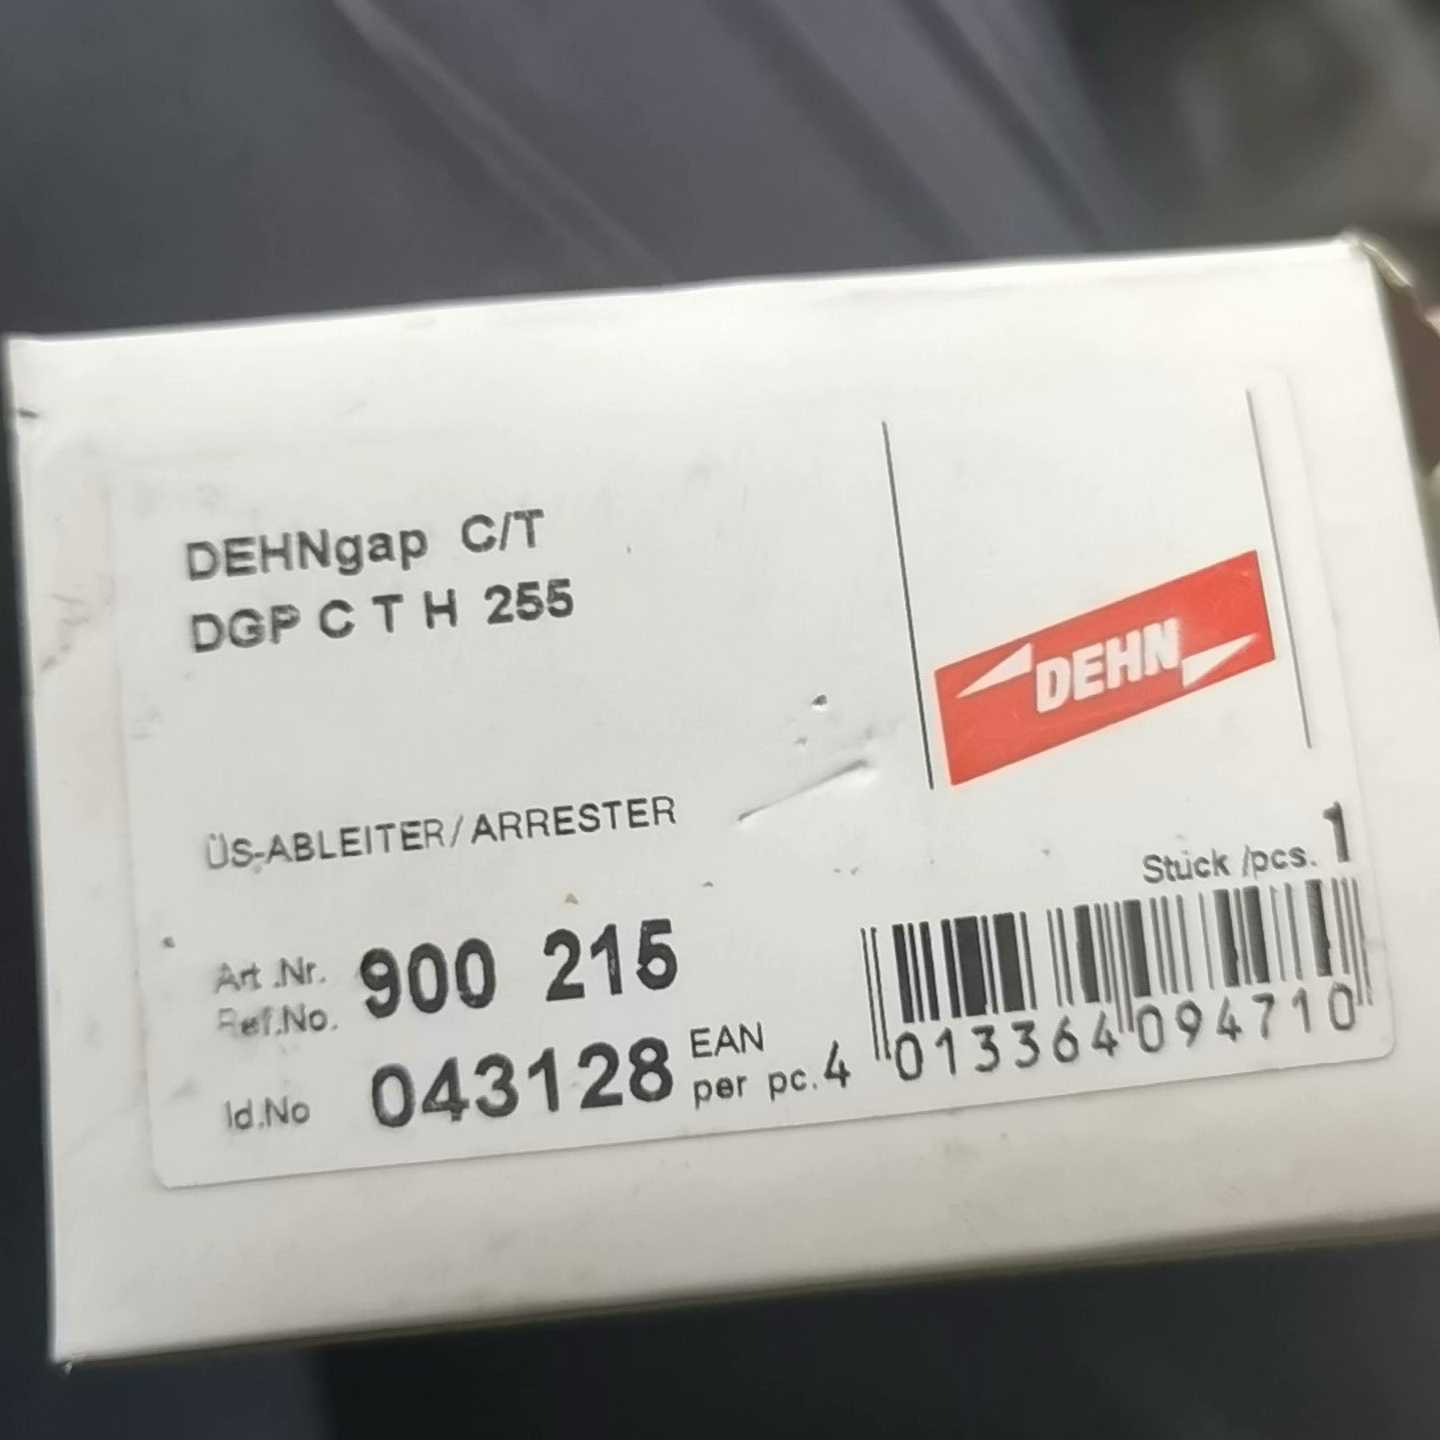 DEHNgap C/T
DGP C T H 255
DEHN
ÜS-ABLEITER/ARRESTER
Stück /pcs. 1
Art .Nr. 900 215
Ref.No.
Id.No 043128
EAN
per pc. 4 013364 094710